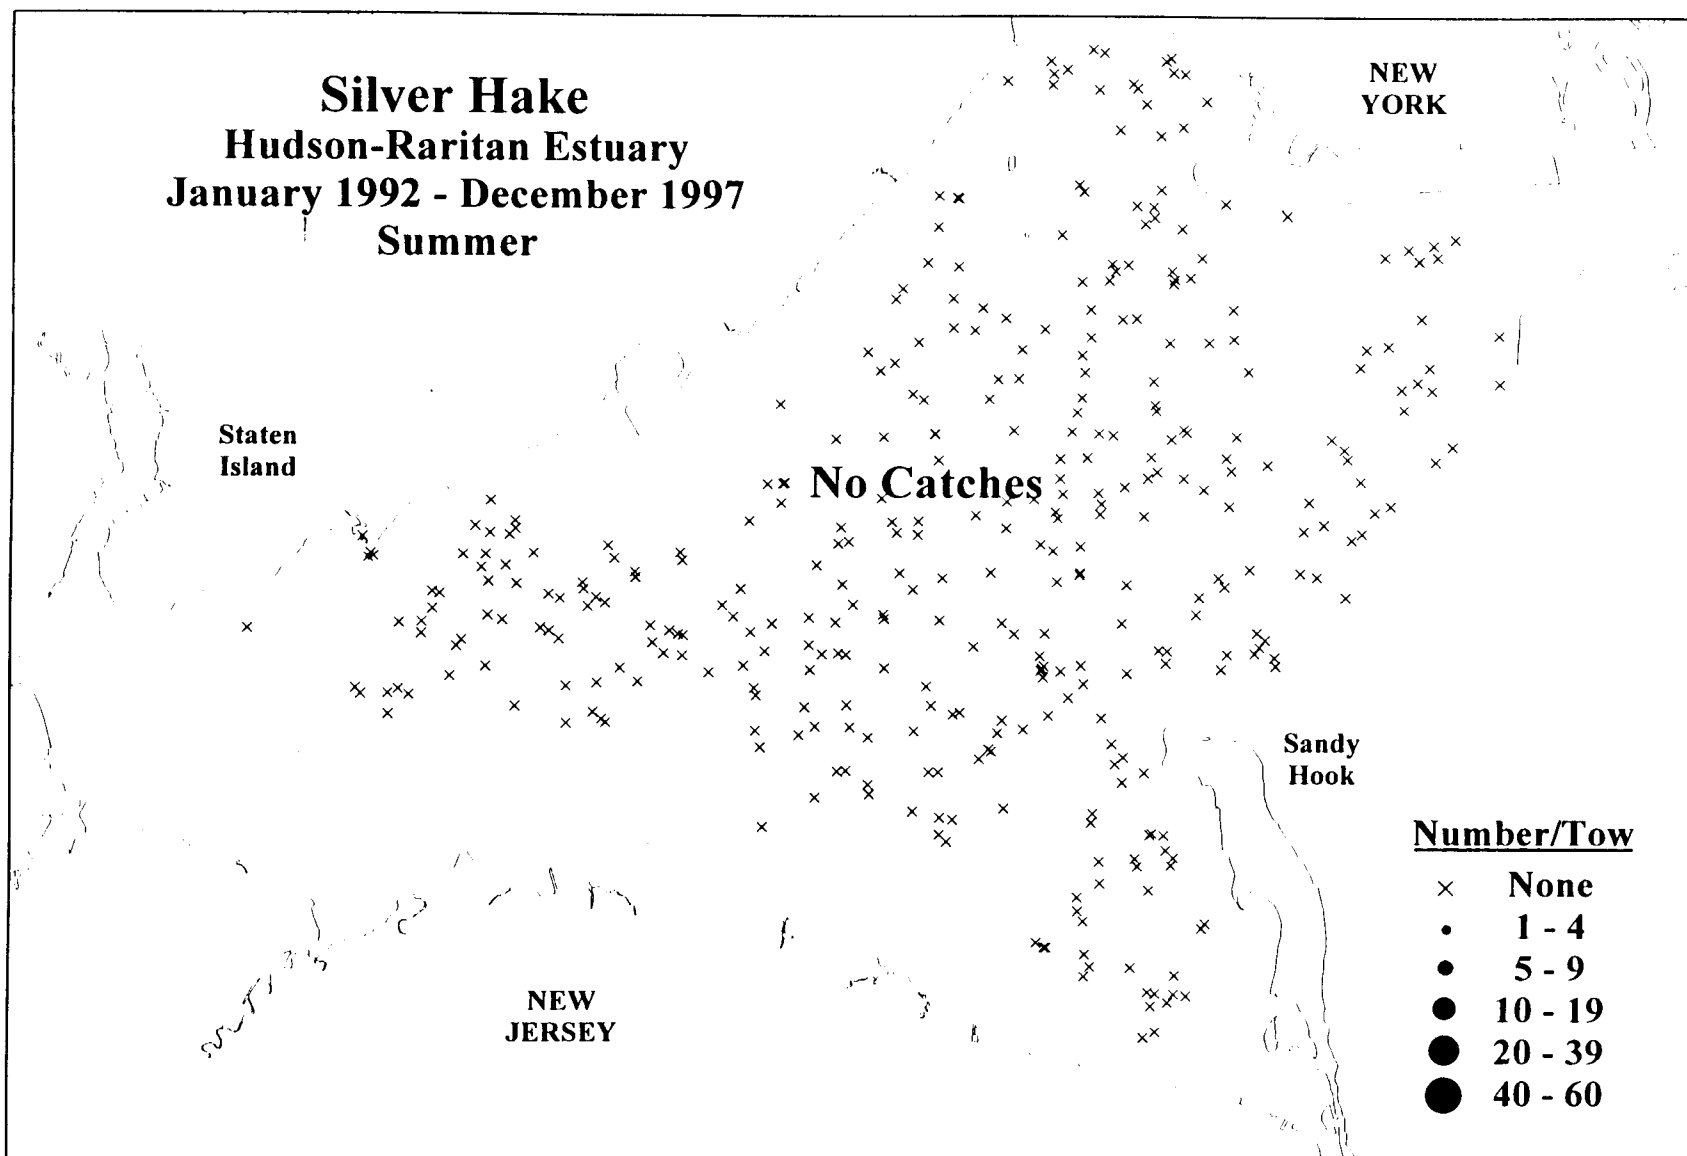 Silver Hake
Hudson-Raritan Estuary
January 1992 - December 1997
Summer
NEW
YORK
Staten
Island
No Catches
Sandy
Hook
NEW
JERSEY
Number/Tow
None
1 - 4
5 - 9
10 - 19
20 - 39
40 - 60